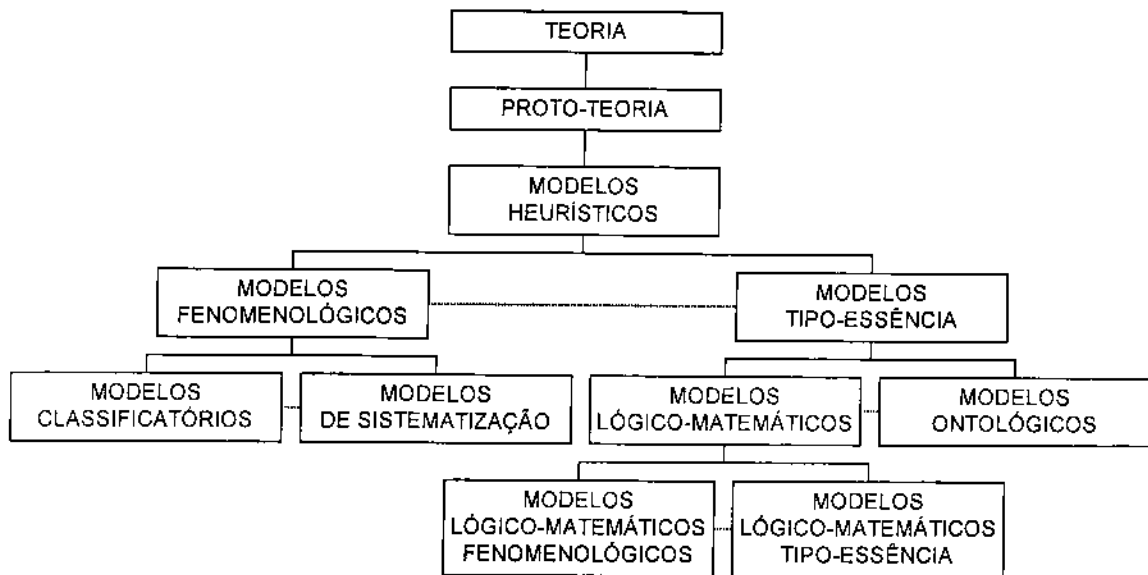 TEORIA
PROTO-TEORIA
MODELOS
HEURÍSTICOS
MODELOS
FENOMENOLÓGICOS
MODELOS
TIPO-ESSÊNCIA
MODELOS
CLASSIFICATÓRIOS
MODELOS
DE SISTEMATIZAÇÃO
MODELOS
LÓGICO-MATEMÁTICOS
MODELOS
ONTOLÓGICOS
MODELOS
LÓGICO-MATEMÁTICOS
FENOMENOLÓGICOS
MODELOS
LÓGICO-MATEMÁTICOS
TIPO-ESSÊNCIA